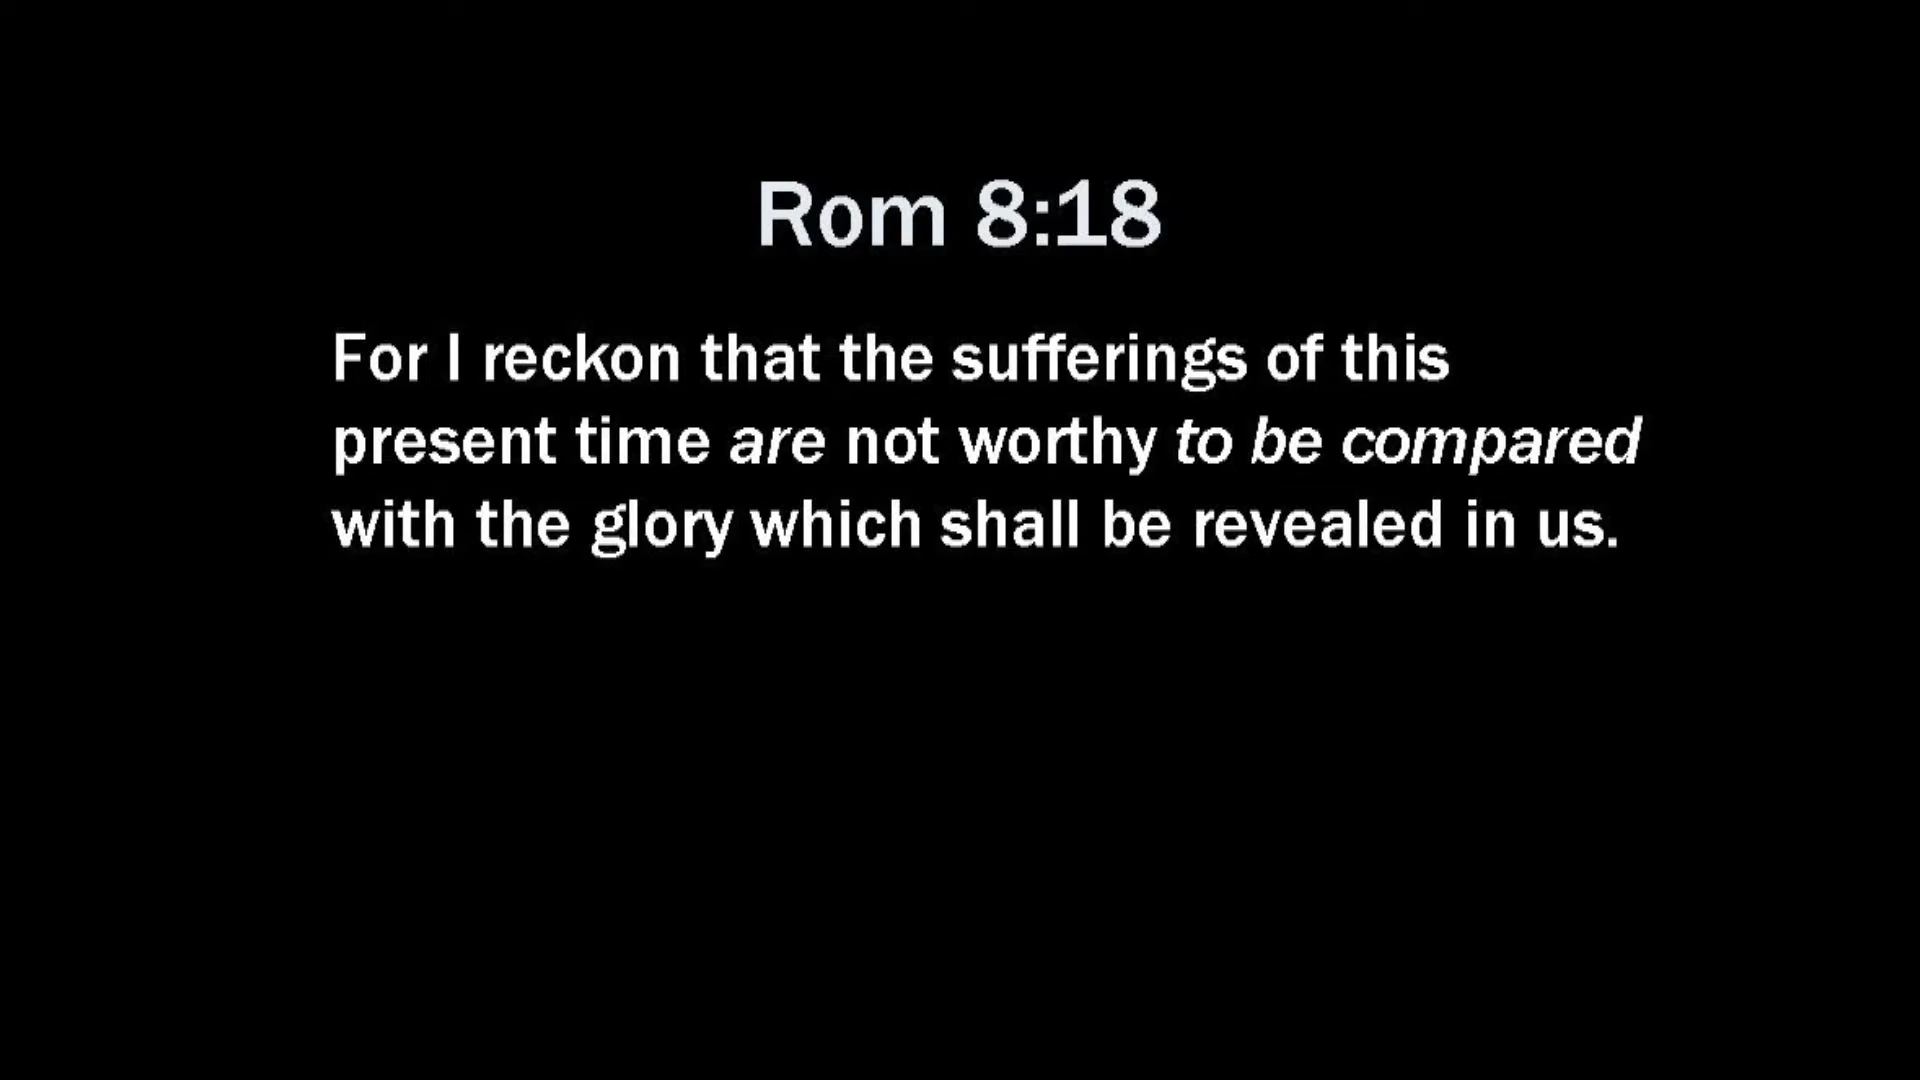 Rom 8:18
For I reckon that the sufferings of this
present time are not worthy to be compared
with the glory which shall be revealed in us.